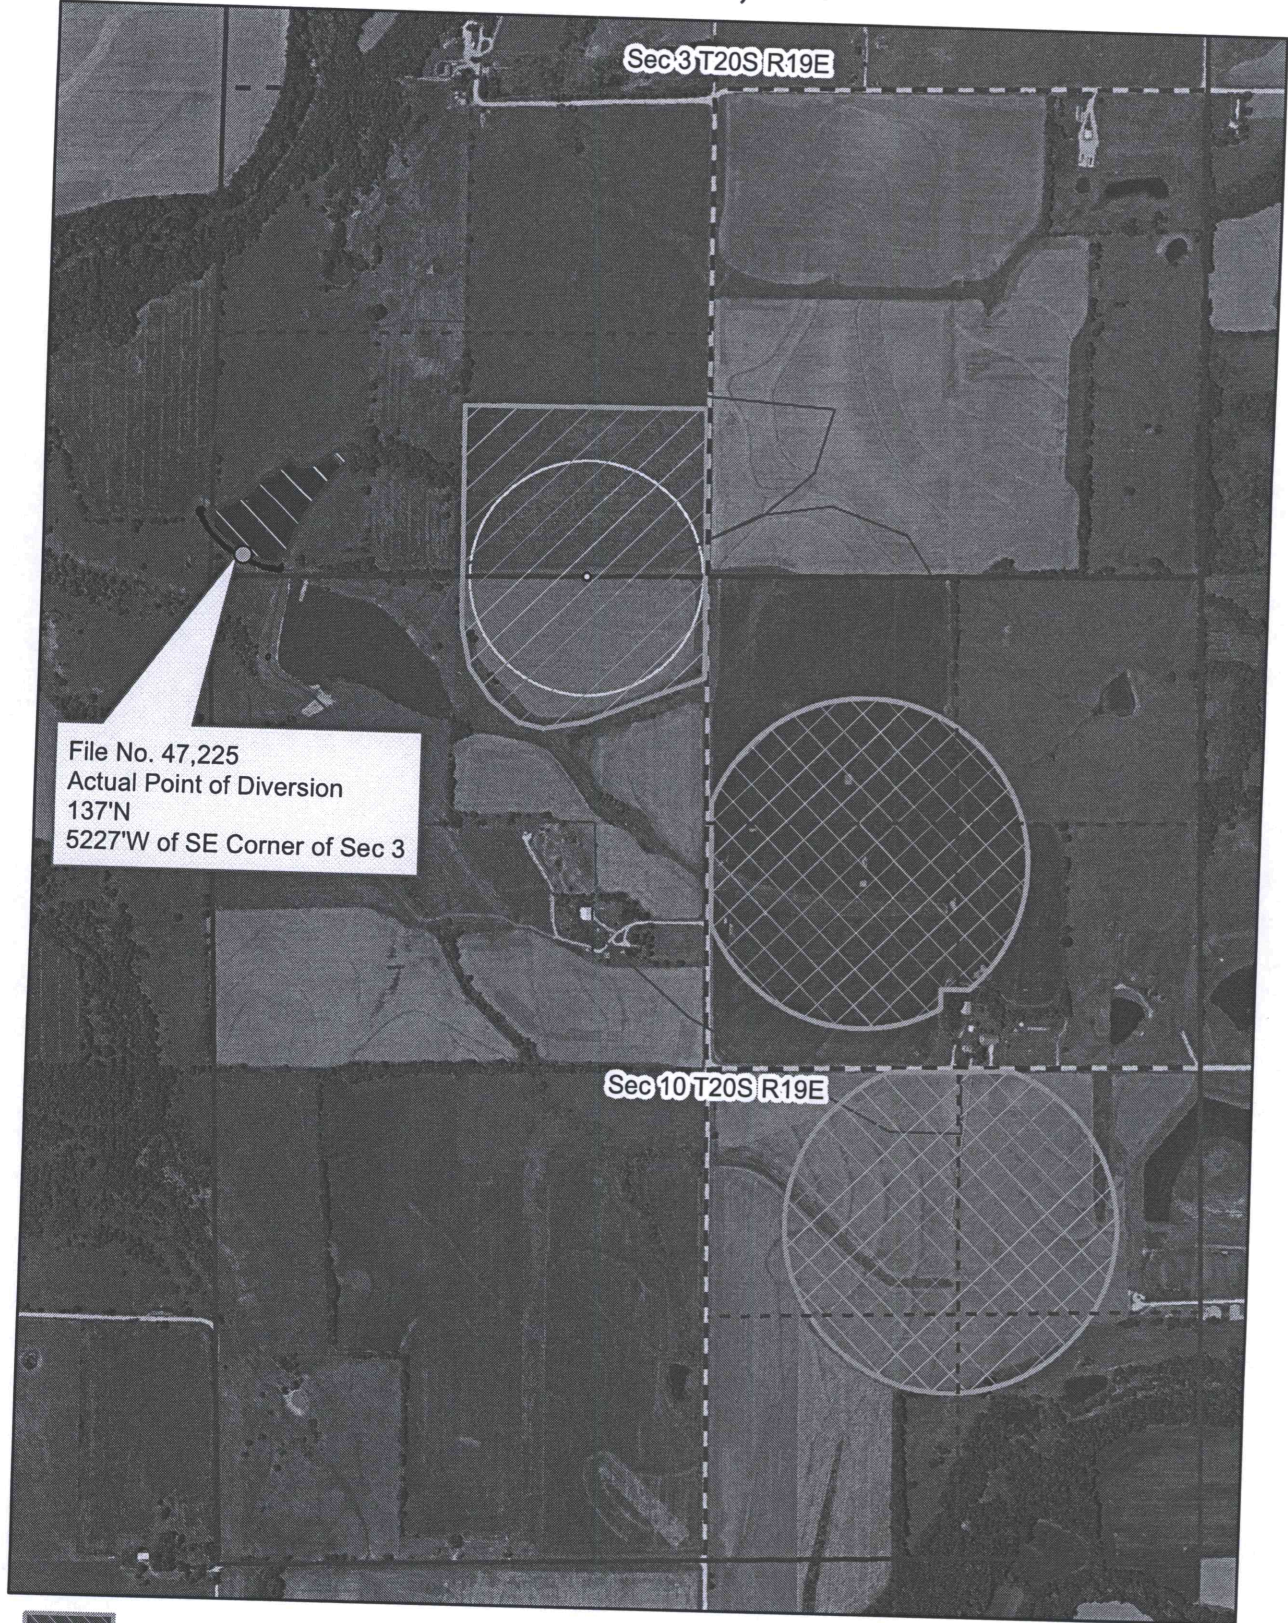 Sec 3 T20S R19E
File No. 47,225
Actual Point of Diversion
137'N
5227'W of SE Corner of Sec 3
Sec 10 T20S R19E